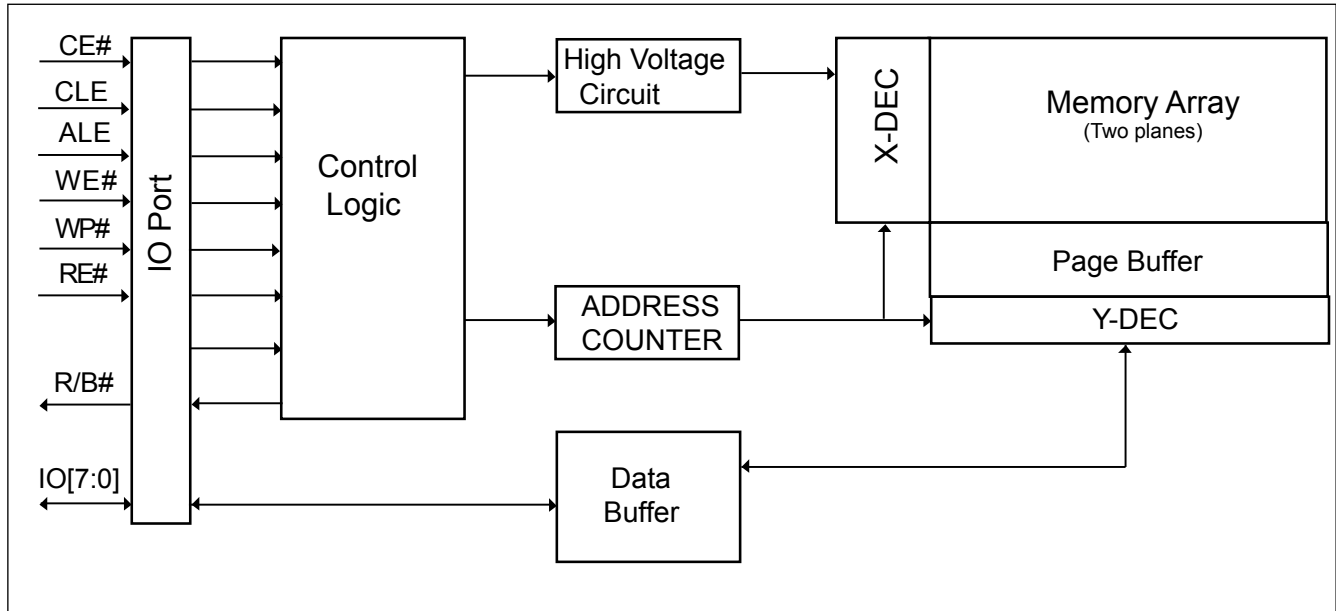 CE#
CLE
ALE
WE#
WP#
RE#
R/B#
IO[7:0]
IO Port
Control
Logic
High Voltage
Circuit
ADDRESS
COUNTER
Data
Buffer
X-DEC
Memory Array
(Two planes)
Page Buffer
Y-DEC